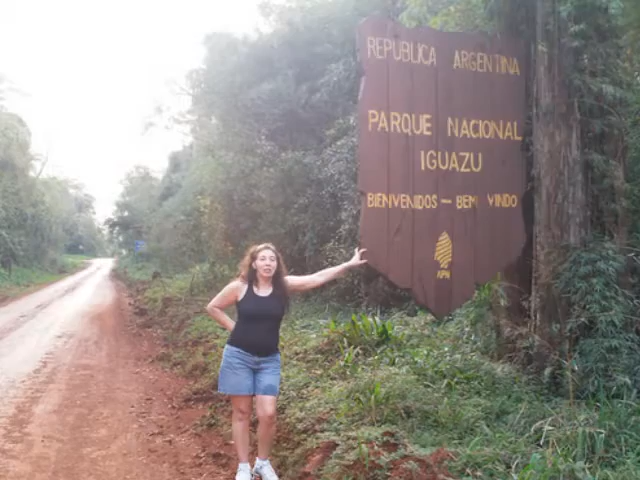 REPUBLICA ARGENTINA
PARQUE NACIONAL
IGUAZU
BIENVENIDOS — BEM VINDO
APN